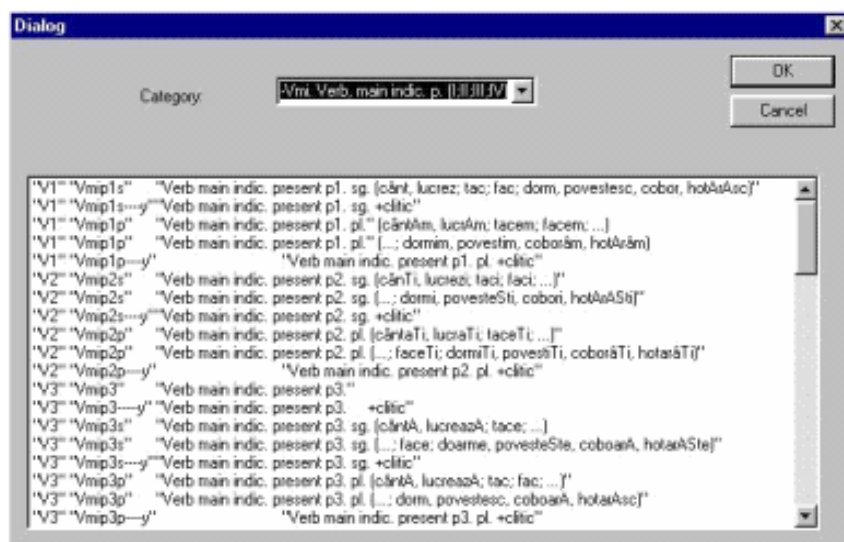 Dialog
Category:
-Vmi. Verb, main indic. p. (I;II;III;IV)
OK
Cancel
"V1" "Vmip1s" "Verb main indic. present p1. sg. (cânt, lucrez; tac; fac; dorm, povestesc, cobor, hotArAsc)"
"V1" "Vmip1s----y" "Verb main indic. present p1. sg. +clitic"
"V1" "Vmip1p" "Verb main indic. present p1. pl." (cântAm, lucrAm; tacem; facem; ...)
"V1" "Vmip1p" "Verb main indic. present p1. pl." (...; dormim, povestim, coborâm, hotArâm)
"V1" "Vmip1p----y" "Verb main indic. present p1. pl. +clitic"
"V2" "Vmip2s" "Verb main indic. present p2. sg. (cânTi, lucrezi; taci; faci; ...)"
"V2" "Vmip2s" "Verb main indic. present p2. sg. (...; dormi, povesteSti, cobori, hotArASti)"
"V2" "Vmip2s----y" "Verb main indic. present p2. sg. +clitic"
"V2" "Vmip2p" "Verb main indic. present p2. pl. (cântaTi, lucraTi; taceTi; ...)"
"V2" "Vmip2p" "Verb main indic. present p2. pl. (...; faceTi; dormiTi, povestiTi, coborâTi, hotarâTi)"
"V2" "Vmip2p----y" "Verb main indic. present p2. pl. +clitic"
"V3" "Vmip3" "Verb main indic. present p3."
"V3" "Vmip3-----y" "Verb main indic. present p3. +clitic"
"V3" "Vmip3s" "Verb main indic. present p3. sg. (cântA, lucreazA; tace; ...)
"V3" "Vmip3s" "Verb main indic. present p3. sg. (...; face; doarme, povesteSte, coboarA, hotarASte)"
"V3" "Vmip3s----y" "Verb main indic. present p3. sg. +clitic"
"V3" "Vmip3p" "Verb main indic. present p3. pl. (cântA, lucreazA; tac; fac; ...)"
"V3" "Vmip3p" "Verb main indic. present p3. pl. (...; dorm, povestesc, coboarA, hotarAsc)"
"V3" "Vmip3p----y" "Verb main indic. present p3. pl. +clitic"